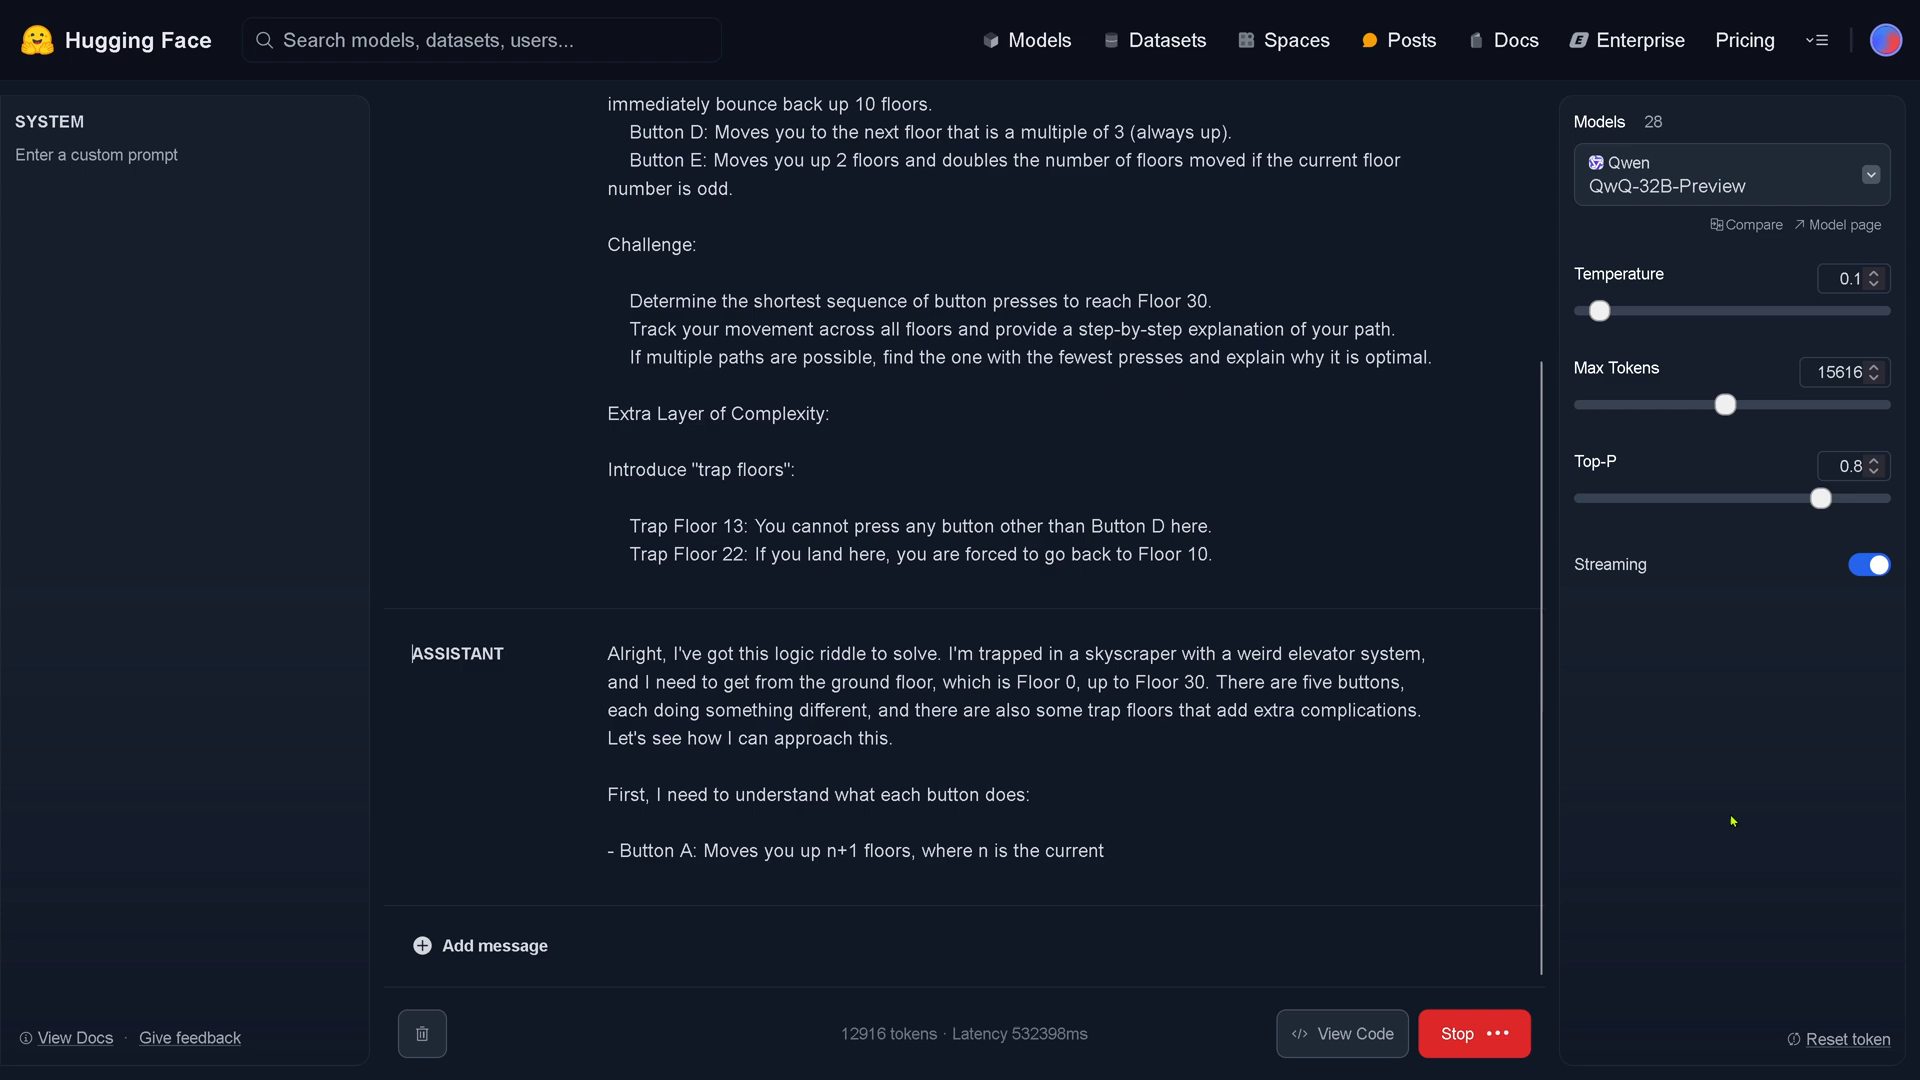 Hugging Face
Search models, datasets, users...
Models
Datasets
Spaces
Posts
Docs
Enterprise
Pricing
SYSTEM
Enter a custom prompt
immediately bounce back up 10 floors.
Button D: Moves you to the next floor that is a multiple of 3 (always up).
Button E: Moves you up 2 floors and doubles the number of floors moved if the current floor
number is odd.
Challenge:
Determine the shortest sequence of button presses to reach Floor 30.
Track your movement across all floors and provide a step-by-step explanation of your path.
If multiple paths are possible, find the one with the fewest presses and explain why it is optimal.
Extra Layer of Complexity:
Introduce "trap floors":
Trap Floor 13: You cannot press any button other than Button D here.
Trap Floor 22: If you land here, you are forced to go back to Floor 10.
ASSISTANT
Alright, I've got this logic riddle to solve. I'm trapped in a skyscraper with a weird elevator system,
and I need to get from the ground floor, which is Floor 0, up to Floor 30. There are five buttons,
each doing something different, and there are also some trap floors that add extra complications.
Let's see how I can approach this.
First, I need to understand what each button does:
- Button A: Moves you up n+1 floors, where n is the current
Add message
View Docs · Give feedback
12916 tokens · Latency 532398ms
</> View Code
Stop •••
Models 28
Qwen
QwQ-32B-Preview
Compare
Model page
Temperature
0.1
Max Tokens
15616
Top-P
0.8
Streaming
Reset token